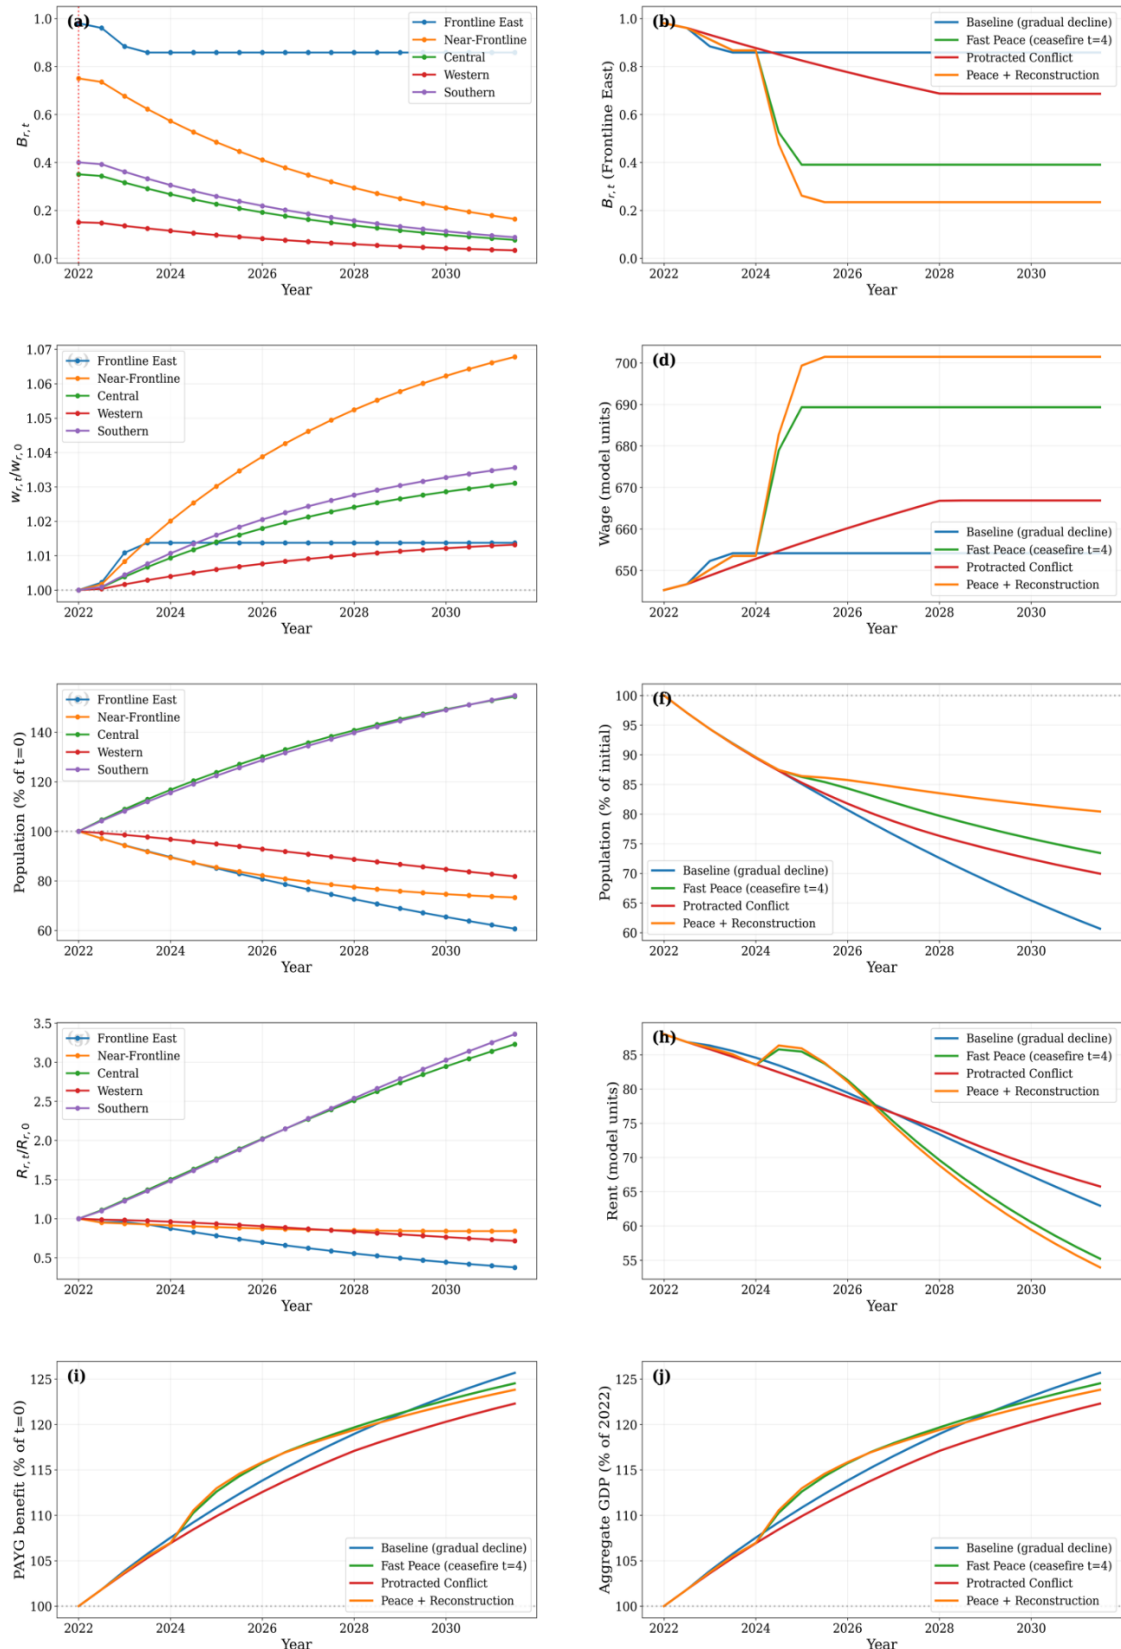 (a)
1.0
0.8
0.6
0.4
0.2
0.0
B_{r,t}
Frontline East
Near-Frontline
Central
Western
Southern
2022 2024 2026 2028 2030
Year
(b)
1.0
0.8
0.6
0.4
0.2
0.0
B_{r,t} (Frontline East)
Baseline (gradual decline)
Fast Peace (ceasefire t=4)
Protracted Conflict
Peace + Reconstruction
2022 2024 2026 2028 2030
Year
1.07
1.06
1.05
1.04
1.03
1.02
1.01
1.00
w_{r,t}/w_{r,0}
Frontline East
Near-Frontline
Central
Western
Southern
2022 2024 2026 2028 2030
Year
(d)
700
690
680
670
660
650
Wage (model units)
Baseline (gradual decline)
Fast Peace (ceasefire t=4)
Protracted Conflict
Peace + Reconstruction
2022 2024 2026 2028 2030
Year
140
120
100
80
60
Population (% of t=0)
Frontline East
Near-Frontline
Central
Western
Southern
2022 2024 2026 2028 2030
Year
(f)
100
95
90
85
80
75
70
65
60
Population (% of initial)
Baseline (gradual decline)
Fast Peace (ceasefire t=4)
Protracted Conflict
Peace + Reconstruction
2022 2024 2026 2028 2030
Year
3.5
3.0
2.5
2.0
1.5
1.0
0.5
R_{r,t}/R_{r,0}
Frontline East
Near-Frontline
Central
Western
Southern
2022 2024 2026 2028 2030
Year
(h)
85
80
75
70
65
60
55
Rent (model units)
Baseline (gradual decline)
Fast Peace (ceasefire t=4)
Protracted Conflict
Peace + Reconstruction
2022 2024 2026 2028 2030
Year
(i)
125
120
115
110
105
100
PAYG benefit (% of t=0)
Baseline (gradual decline)
Fast Peace (ceasefire t=4)
Protracted Conflict
Peace + Reconstruction
2022 2024 2026 2028 2030
Year
(j)
125
120
115
110
105
100
Aggregate GDP (% of 2022)
Baseline (gradual decline)
Fast Peace (ceasefire t=4)
Protracted Conflict
Peace + Reconstruction
2022 2024 2026 2028 2030
Year